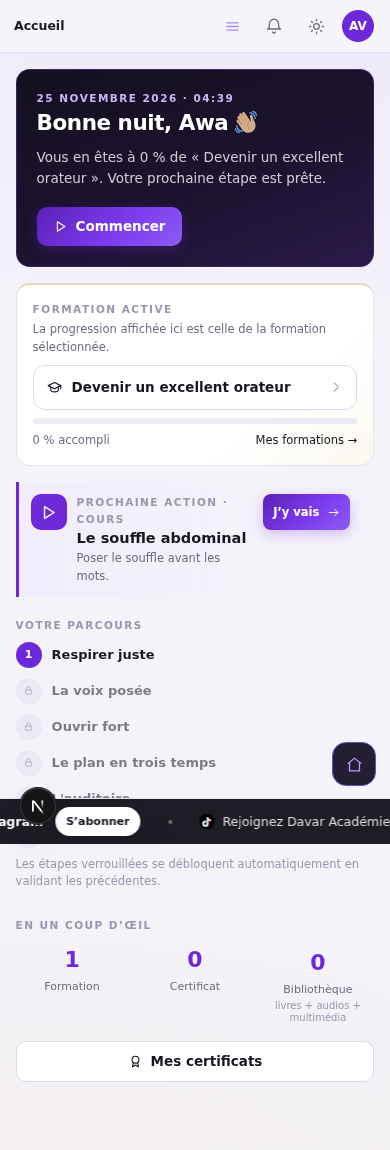 Accueil
AV
25 NOVEMBRE 2026 · 04:39
Bonne nuit, Awa 👋🏽
Vous en êtes à 0 % de « Devenir un excellent
orateur ». Votre prochaine étape est prête.
Commencer
FORMATION ACTIVE
La progression affichée ici est celle de la formation
sélectionnée.
Devenir un excellent orateur
0 % accompli
Mes formations →
PROCHAINE ACTION ·
COURS
Le souffle abdominal
Poser le souffle avant les
mots.
J’y vais →
VOTRE PARCOURS
1 Respirer juste
La voix posée
Ouvrir fort
Le plan en trois temps
N
S’abonner
• Rejoignez Davar Académie
Les étapes verrouillées se débloquent automatiquement en
validant les précédentes.
EN UN COUP D’ŒIL
1
Formation
0
Certificat
0
Bibliothèque
livres + audios +
multimédia
Mes certificats